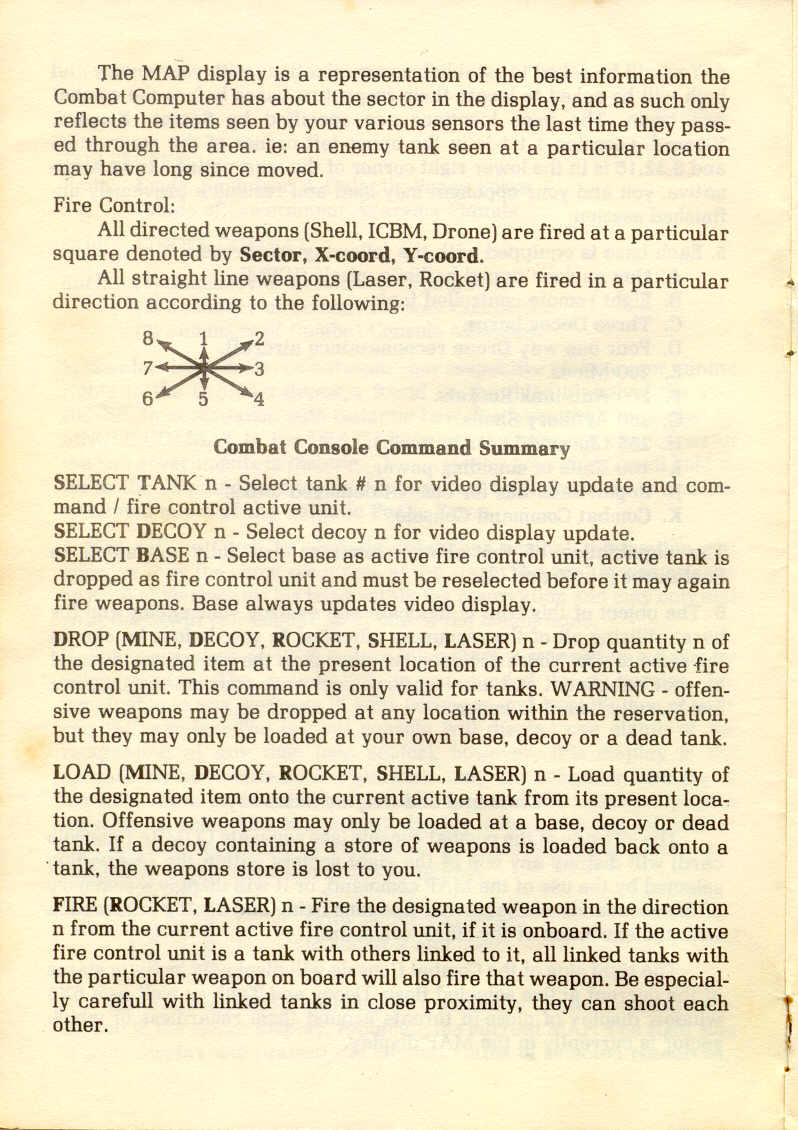 The MAP display is a representation of the best information the
Combat Computer has about the sector in the display, and as such only
reflects the items seen by your various sensors the last time they pass-
ed through the area. ie: an enemy tank seen at a particular location
may have long since moved.
Fire Control:
All directed weapons (Shell, ICBM, Drone) are fired at a particular
square denoted by Sector, X-coord, Y-coord.
All straight line weapons (Laser, Rocket) are fired in a particular
direction according to the following:
8 1 2
7 3
6 5 4
Combat Console Command Summary
SELECT TANK n - Select tank # n for video display update and com-
mand / fire control active unit.
SELECT DECOY n - Select decoy n for video display update.
SELECT BASE n - Select base as active fire control unit, active tank is
dropped as fire control unit and must be reselected before it may again
fire weapons. Base always updates video display.
DROP (MINE, DECOY, ROCKET, SHELL, LASER) n - Drop quantity n of
the designated item at the present location of the current active fire
control unit. This command is only valid for tanks. WARNING - offen-
sive weapons may be dropped at any location within the reservation,
but they may only be loaded at your own base, decoy or a dead tank.
LOAD (MINE, DECOY, ROCKET, SHELL, LASER) n - Load quantity of
the designated item onto the current active tank from its present loca-
tion. Offensive weapons may only be loaded at a base, decoy or dead
tank. If a decoy containing a store of weapons is loaded back onto a
tank, the weapons store is lost to you.
FIRE (ROCKET, LASER) n - Fire the designated weapon in the direction
n from the current active fire control unit, if it is onboard. If the active
fire control unit is a tank with others linked to it, all linked tanks with
the particular weapon on board will also fire that weapon. Be especial-
ly carefull with linked tanks in close proximity, they can shoot each
other.